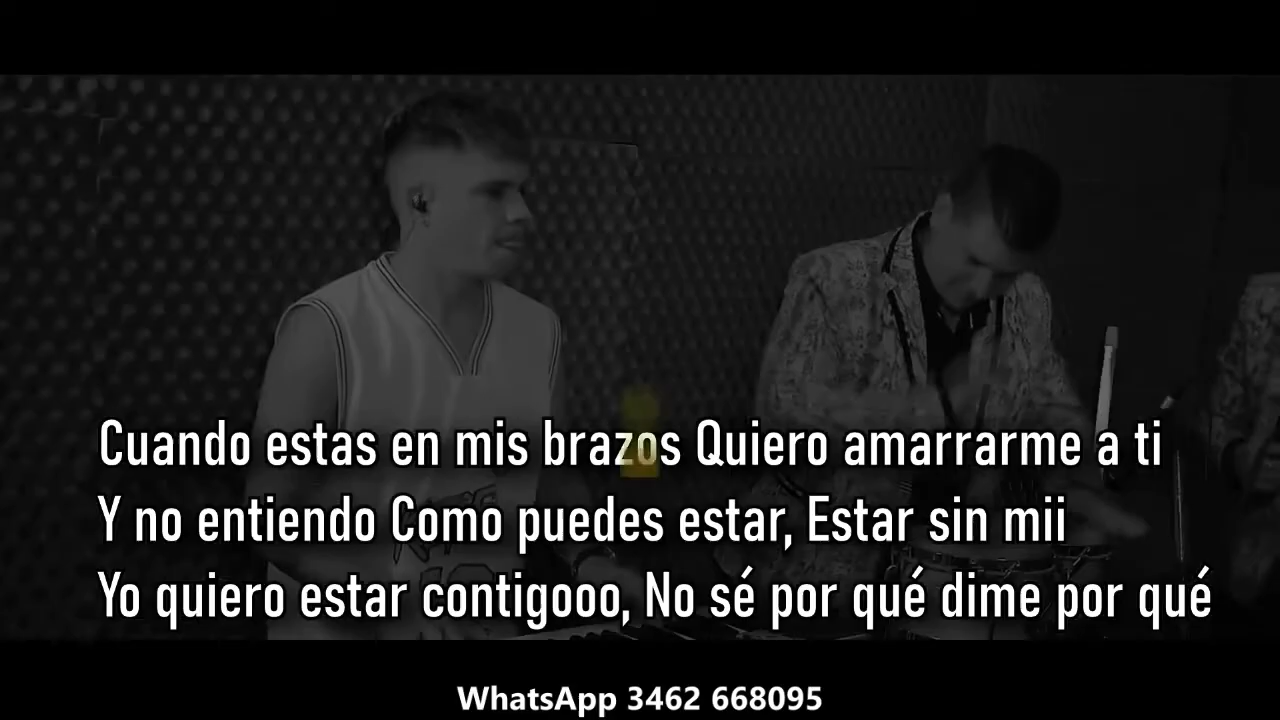 Cuando estas en mis brazos Quiero amarrarme a ti
Y no entiendo Como puedes estar, Estar sin mii
Yo quiero estar contigooo, No sé por qué dime por qué
WhatsApp 3462 668095